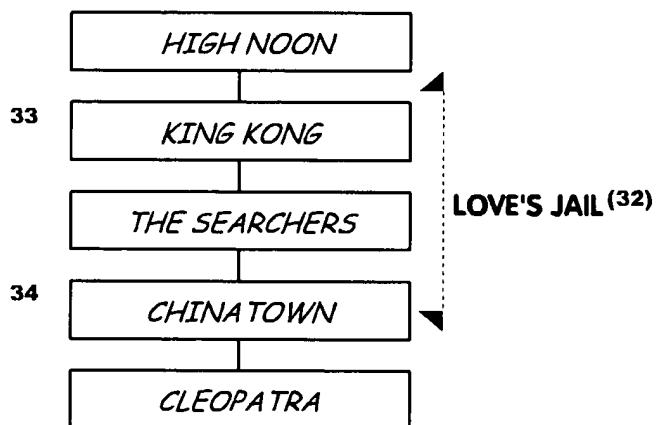 HIGH NOON
33
KING KONG
THE SEARCHERS
LOVE'S JAIL (32)
34
CHINATOWN
CLEOPATRA